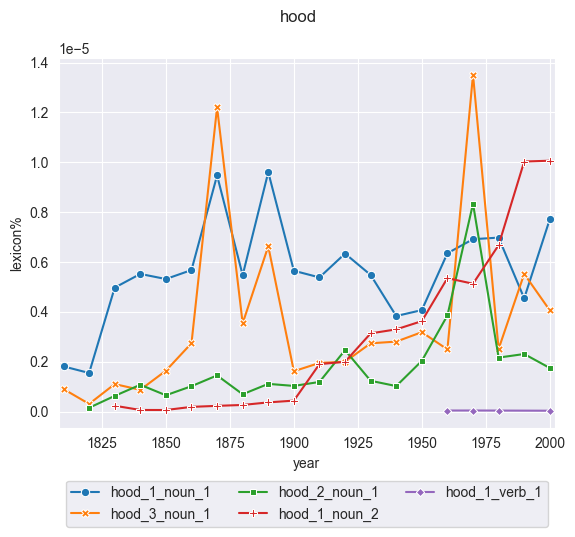 hood
1e−5
1.4
1.2
1.0
0.8
0.6
0.4
0.2
0.0
lexicon%
1825 1850 1875 1900 1925 1950 1975 2000
year
hood_1_noun_1 hood_2_noun_1 hood_1_verb_1
hood_3_noun_1 hood_1_noun_2